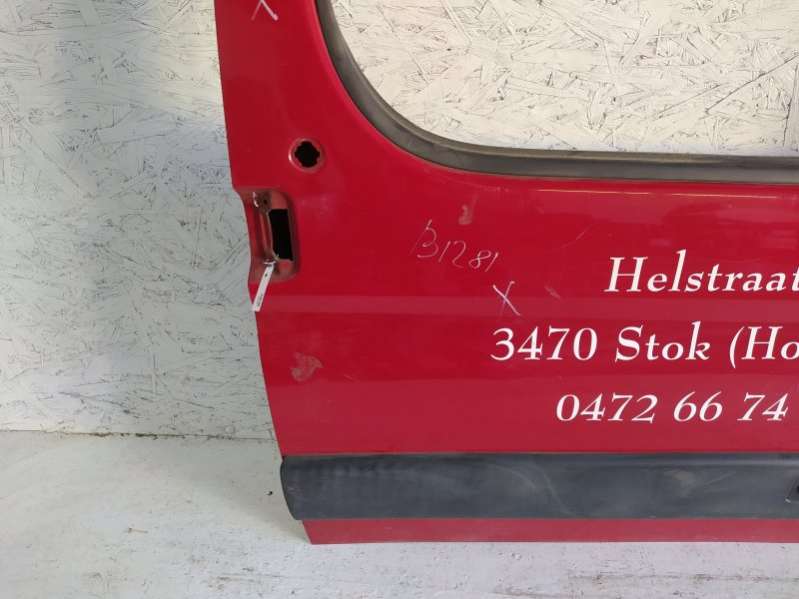 B1281
X
Helstraat
3470 Stok (Ho
0472 66 74